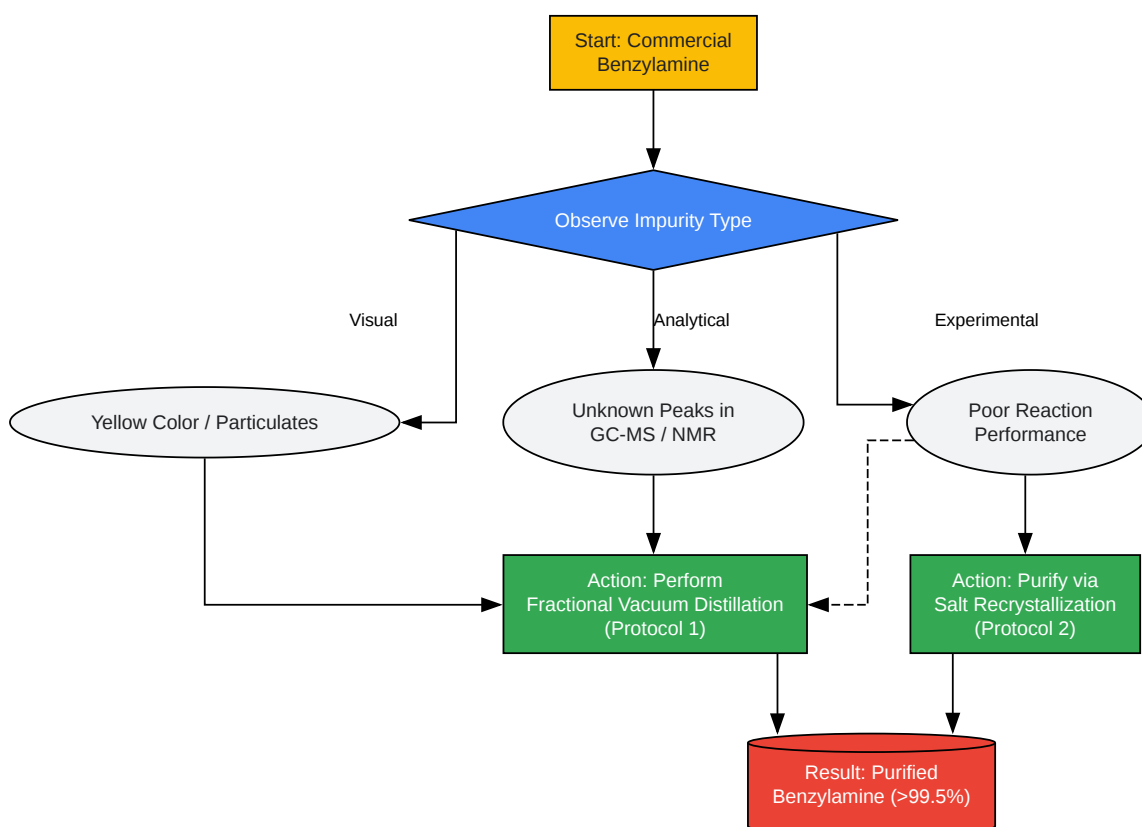 Start: Commercial
Benzylamine
Observe Impurity Type
Visual
Analytical
Experimental
Yellow Color / Particulates
Unknown Peaks in
GC-MS / NMR
Poor Reaction
Performance
Action: Perform
Fractional Vacuum Distillation
(Protocol 1)
Action: Purify via
Salt Recrystallization
(Protocol 2)
Result: Purified
Benzylamine (>99.5%)